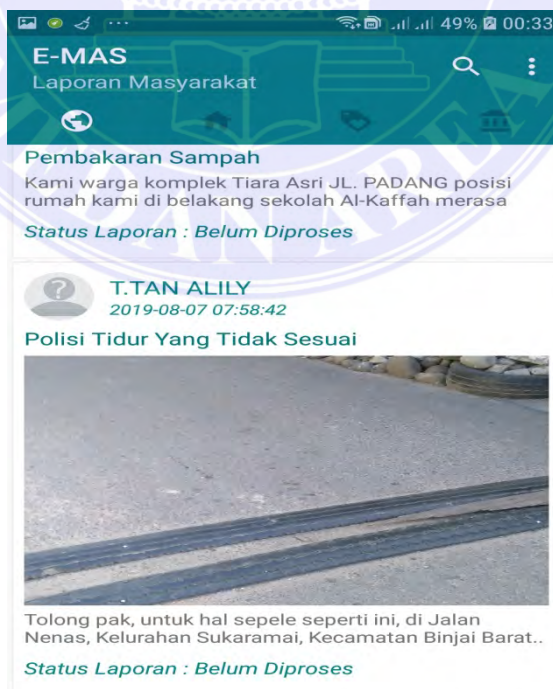 49% 00:33
E-MAS
Laporan Masyarakat
Pembakaran Sampah
Kami warga komplek Tiara Asri JL. PADANG posisi
rumah kami di belakang sekolah Al-Kaffah merasa
Status Laporan : Belum Diproses
T.TAN ALILY
2019-08-07 07:58:42
Polisi Tidur Yang Tidak Sesuai
Tolong pak, untuk hal sepele seperti ini, di Jalan
Nenas, Kelurahan Sukaramai, Kecamatan Binjai Barat..
Status Laporan : Belum Diproses